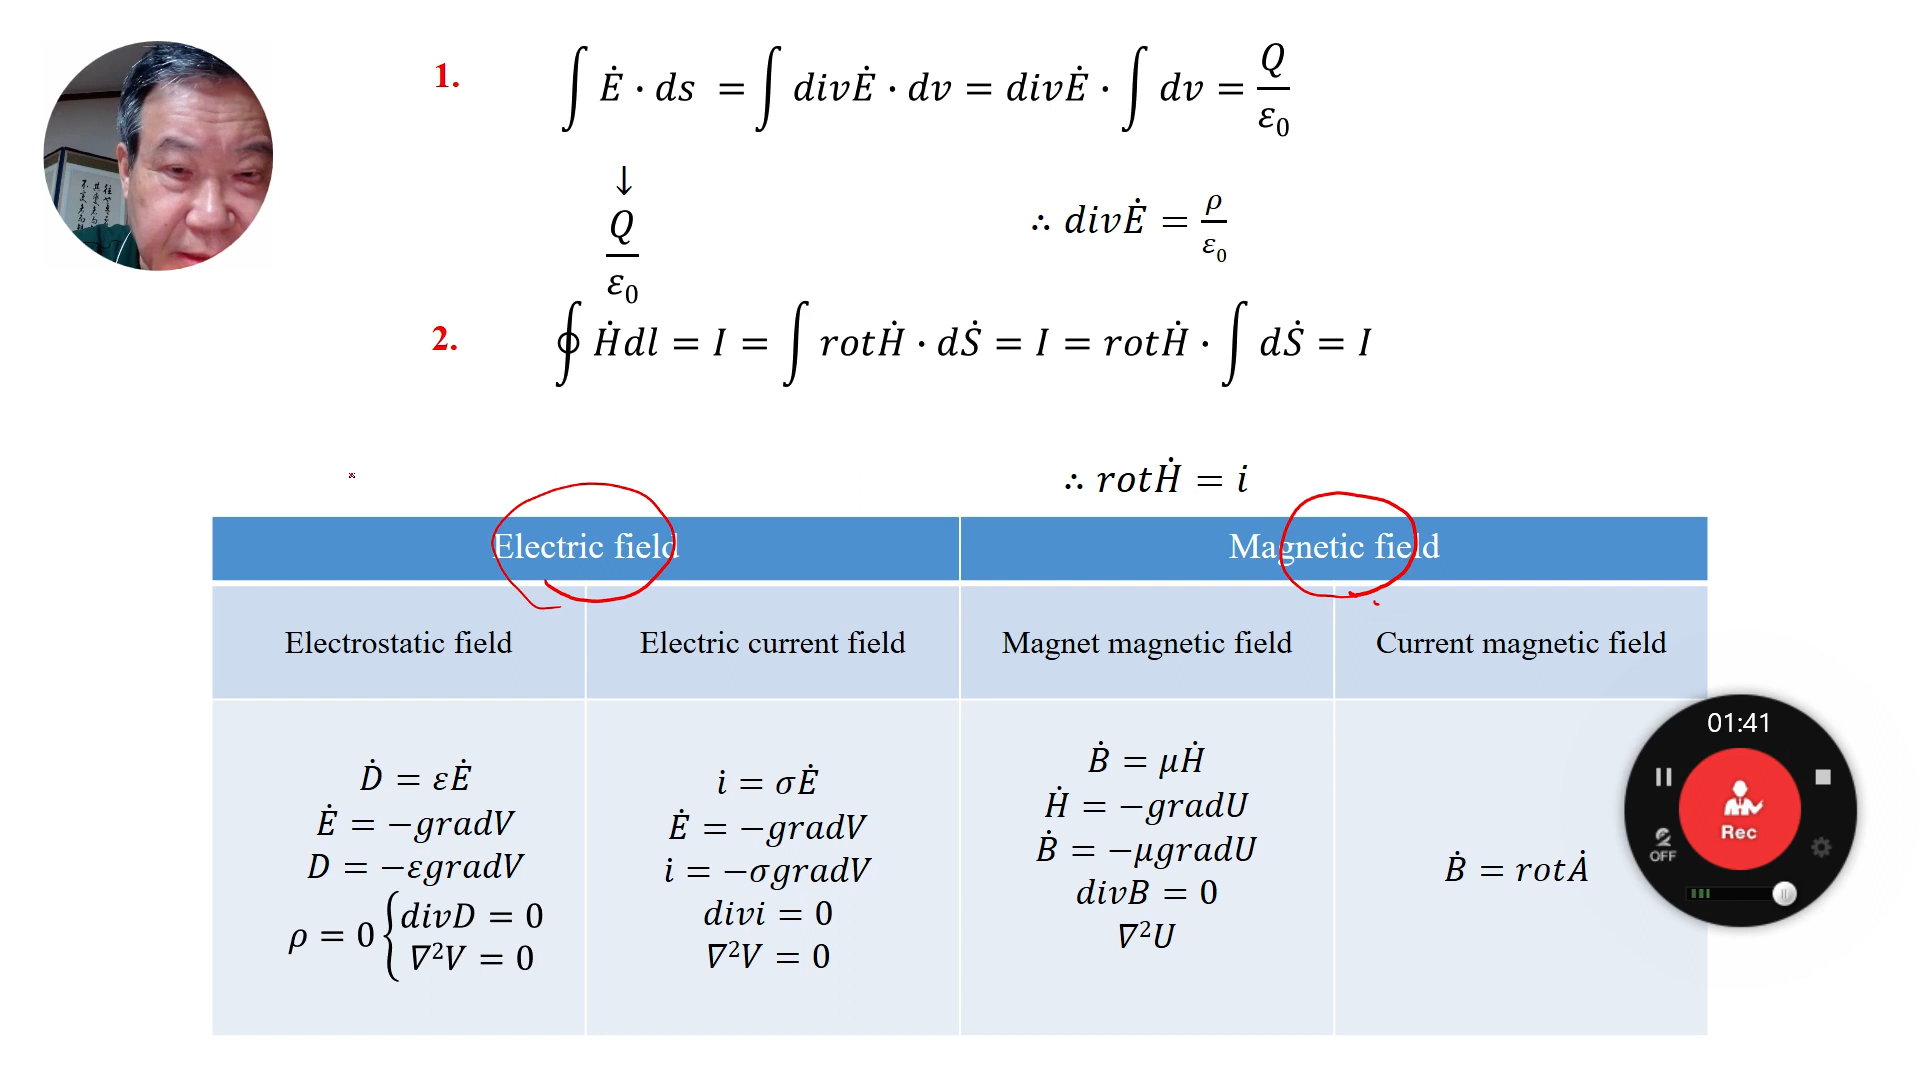 1. ∫ Ė · ds = ∫ divĖ · dv = divĖ · ∫ dv = Q/ε₀
↓
Q/ε₀
∴ divĖ = ρ/ε₀
2. ∮ Ḣdl = I = ∫ rotḢ · dṠ = I = rotḢ · ∫ dṠ = I
∴ rotḢ = i
Electric field Magnetic field
Electrostatic field Electric current field Magnet magnetic field Current magnetic field
Ḋ = εĖ
Ė = −gradV
D = −εgradV
ρ = 0 { divD = 0
∇²V = 0
i = σĖ
Ė = −gradV
i = −σgradV
divi = 0
∇²V = 0
Ḃ = μḢ
Ḣ = −gradU
Ḃ = −μgradU
divB = 0
∇²U
Ḃ = rotȦ
01:41
Rec
OFF